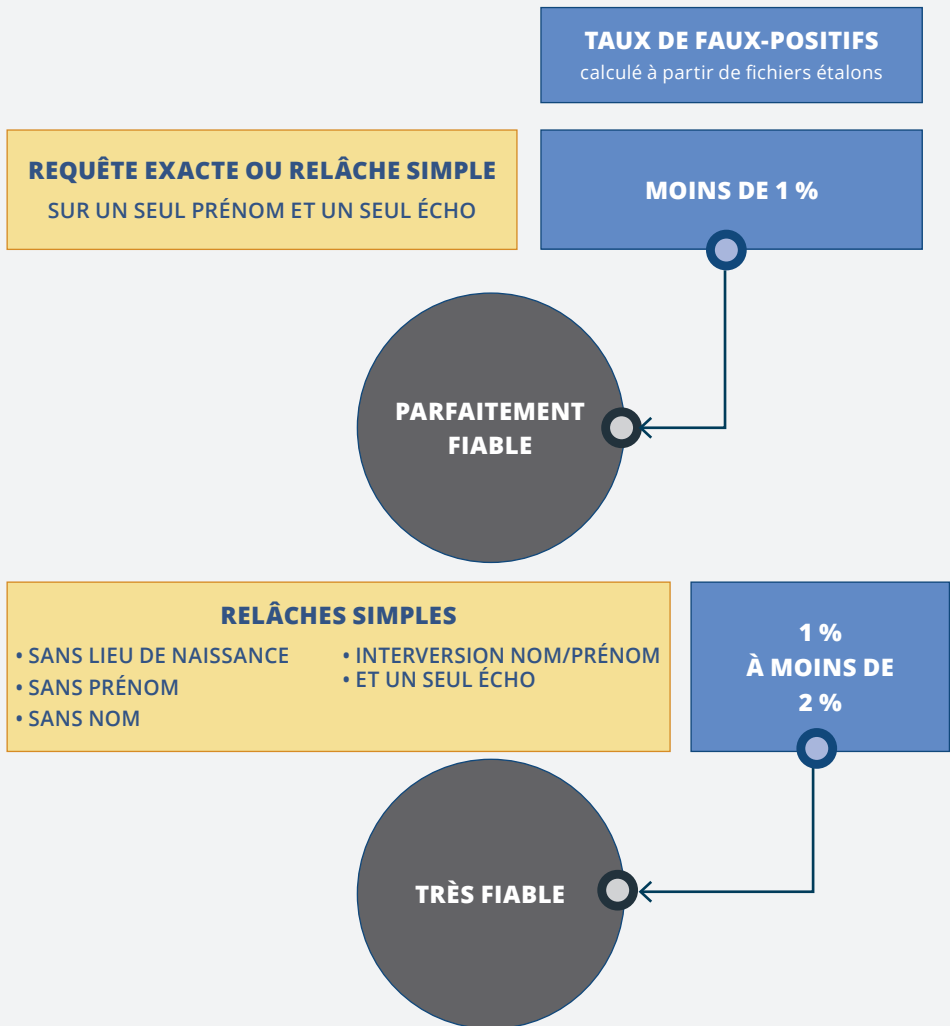 TAUX DE FAUX-POSITIFS
calculé à partir de fichiers étalons
REQUÊTE EXACTE OU RELÂCHE SIMPLE
SUR UN SEUL PRÉNOM ET UN SEUL ÉCHO
MOINS DE 1 %
PARFAITEMENT
FIABLE
RELÂCHES SIMPLES
• SANS LIEU DE NAISSANCE
• SANS PRÉNOM
• SANS NOM
• INTERVERSION NOM/PRÉNOM
• ET UN SEUL ÉCHO
1 %
À MOINS DE
2 %
TRÈS FIABLE